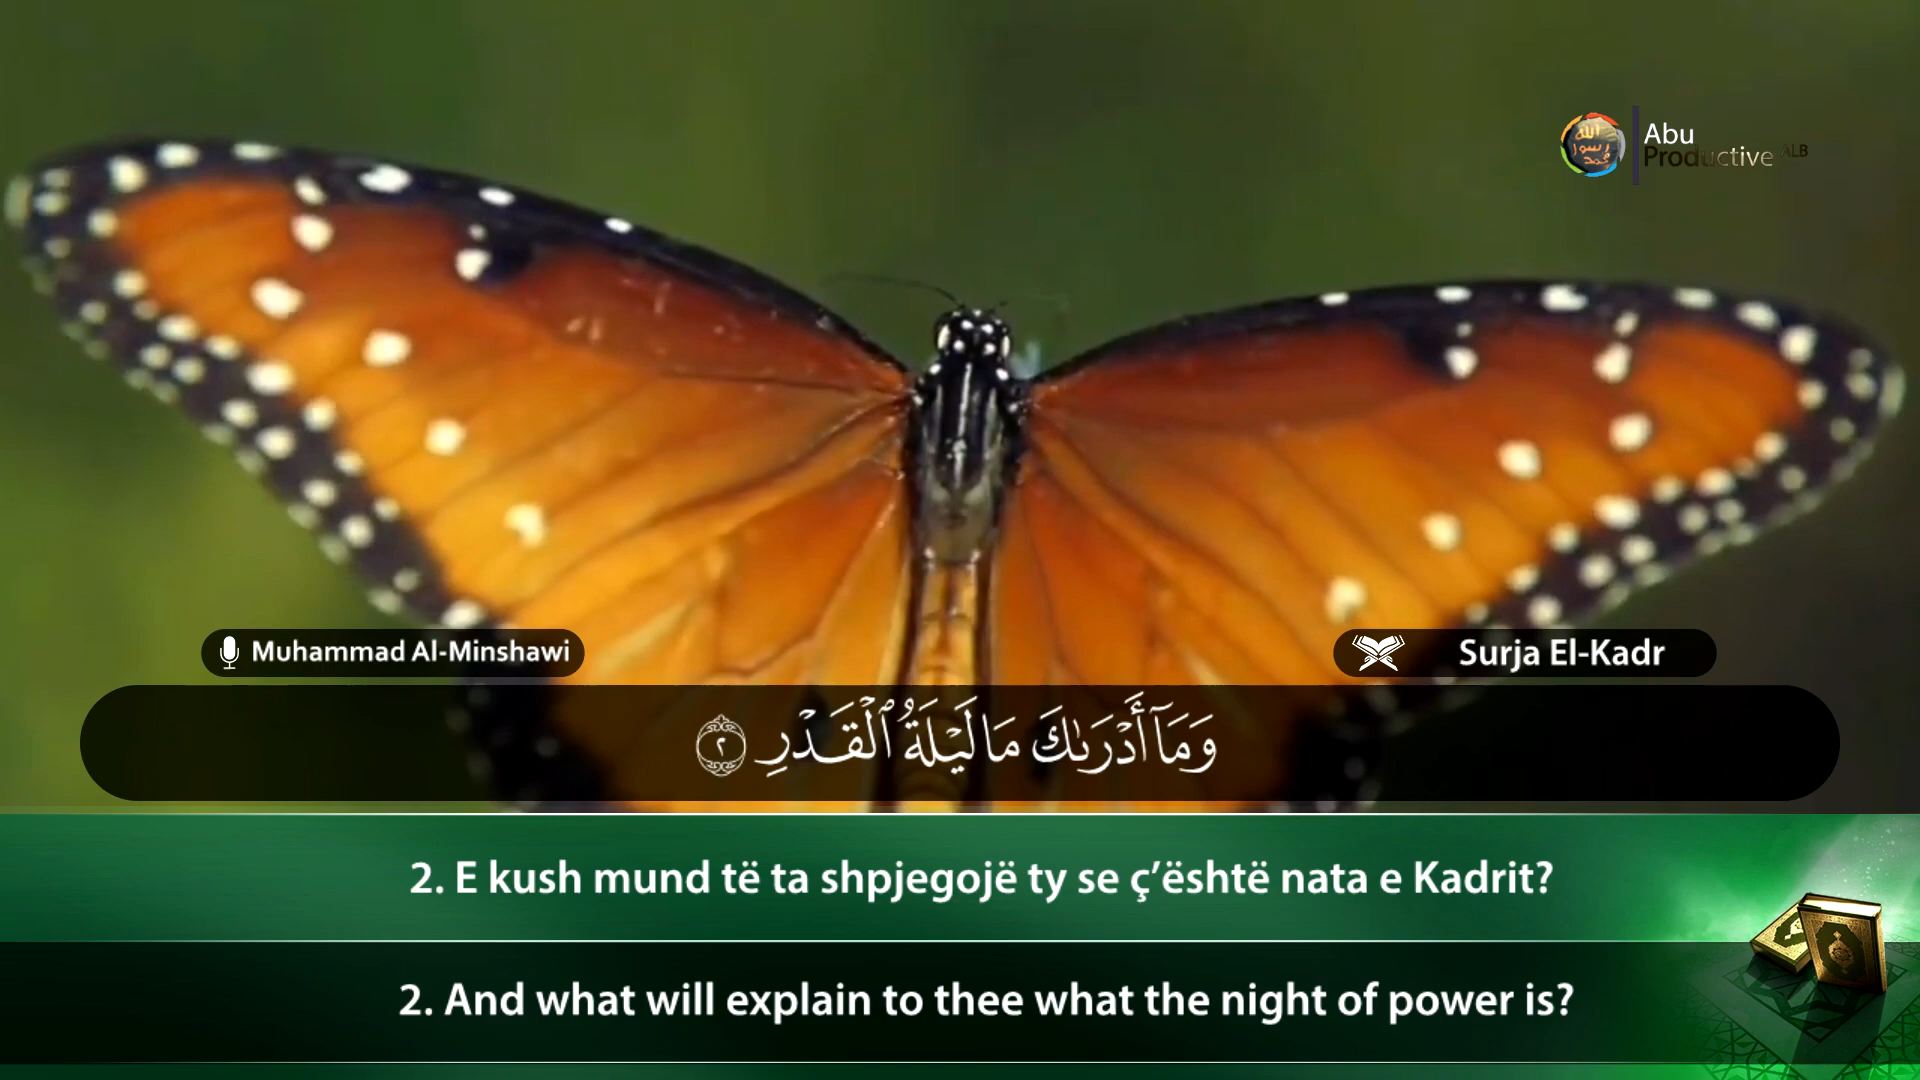 Abu
Productive ALB
Muhammad Al-Minshawi
Surja El-Kadr
وَمَآ أَدْرَىٰكَ مَا لَيْلَةُ ٱلْقَدْرِ ٢
2. E kush mund të ta shpjegojë ty se ç’është nata e Kadrit?
2. And what will explain to thee what the night of power is?